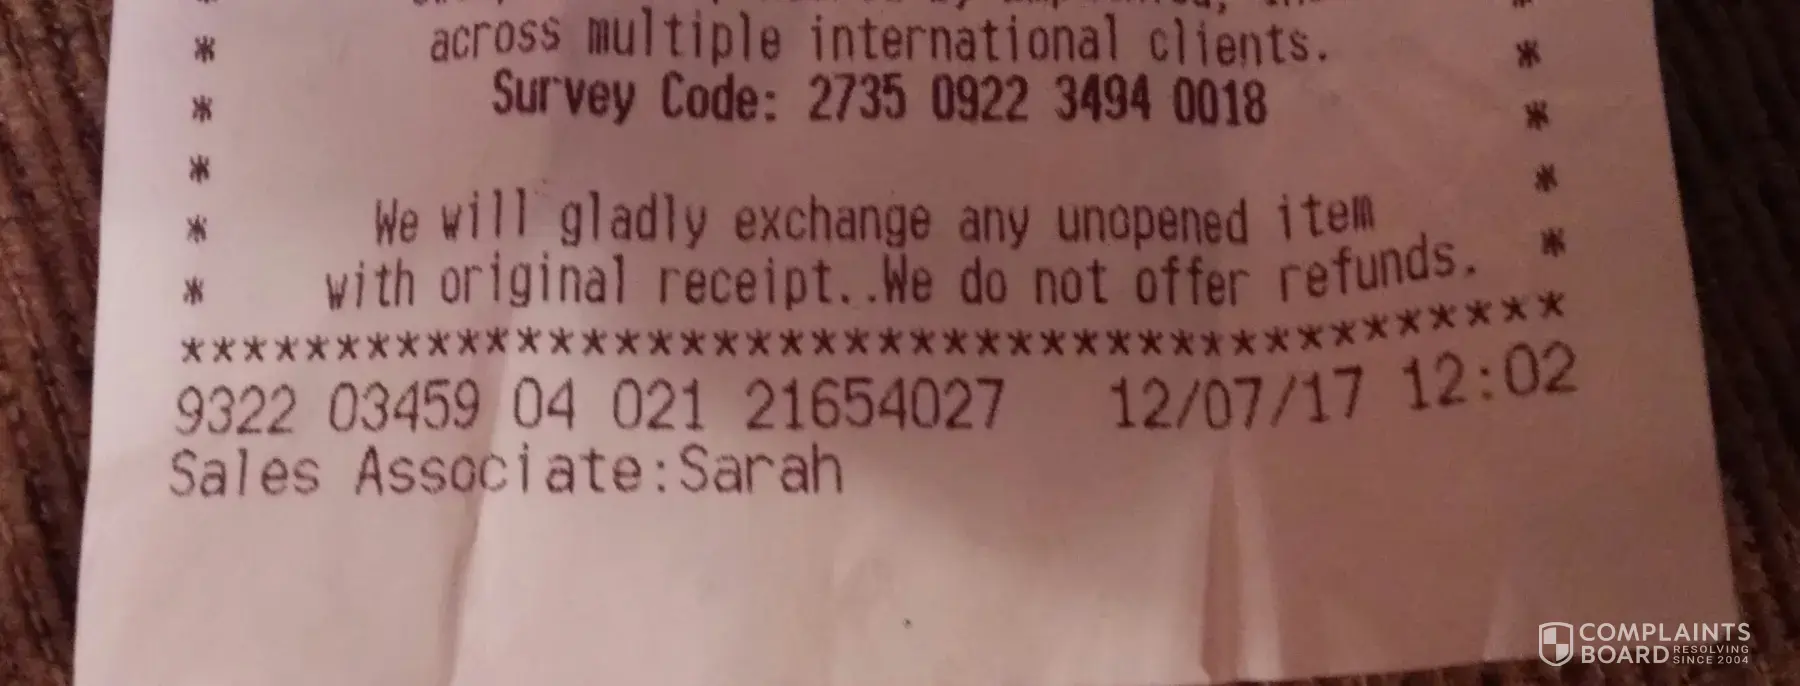 * across multiple international clients. *
* Survey Code: 2735 0922 3494 0018 *
* *
* We will gladly exchange any unopened item
* with original receipt..We do not offer refunds. *
*******************************************
9322 03459 04 021 21654027 12/07/17 12:02
Sales Associate:Sarah
COMPLAINTS
BOARD RESOLVING
SINCE 2004